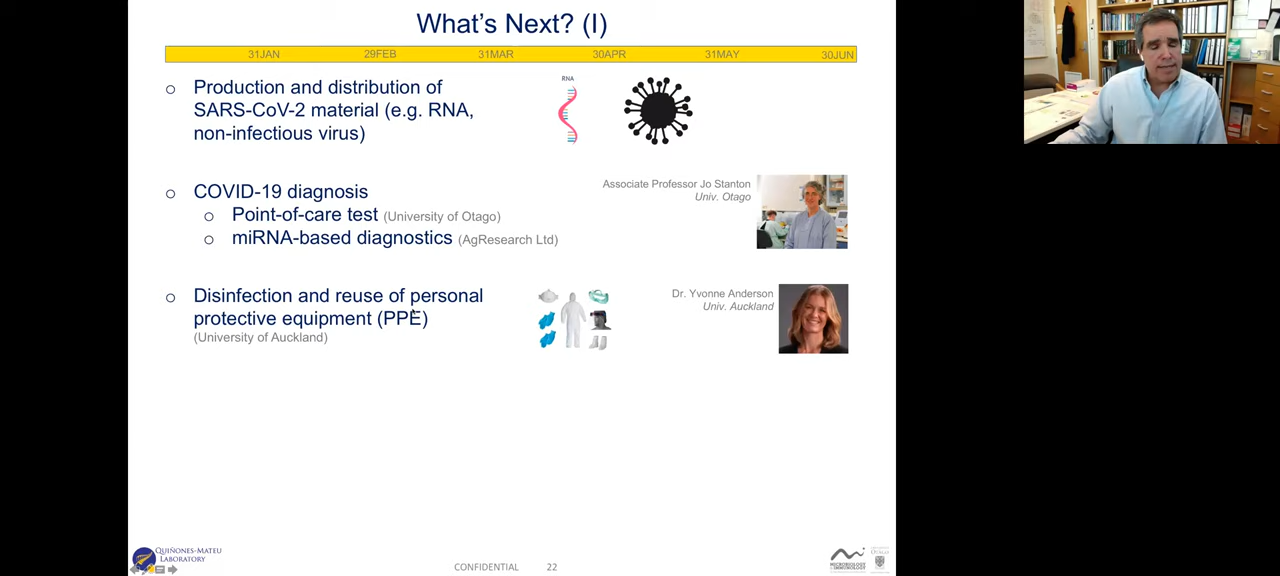 What's Next? (I)
31JAN 29FEB 31MAR 30APR 31MAY 30JUN
Production and distribution of
SARS-CoV-2 material (e.g. RNA,
non-infectious virus)
RNA
COVID-19 diagnosis
Point-of-care test (University of Otago)
miRNA-based diagnostics (AgResearch Ltd)
Associate Professor Jo Stanton
Univ. Otago
Disinfection and reuse of personal
protective equipment (PPE)
(University of Auckland)
Dr. Yvonne Anderson
Univ. Auckland
QUIÑONES-MATEU
LABORATORY
CONFIDENTIAL 22
MICROBIOLOGY
& IMMUNOLOGY
OTAGO